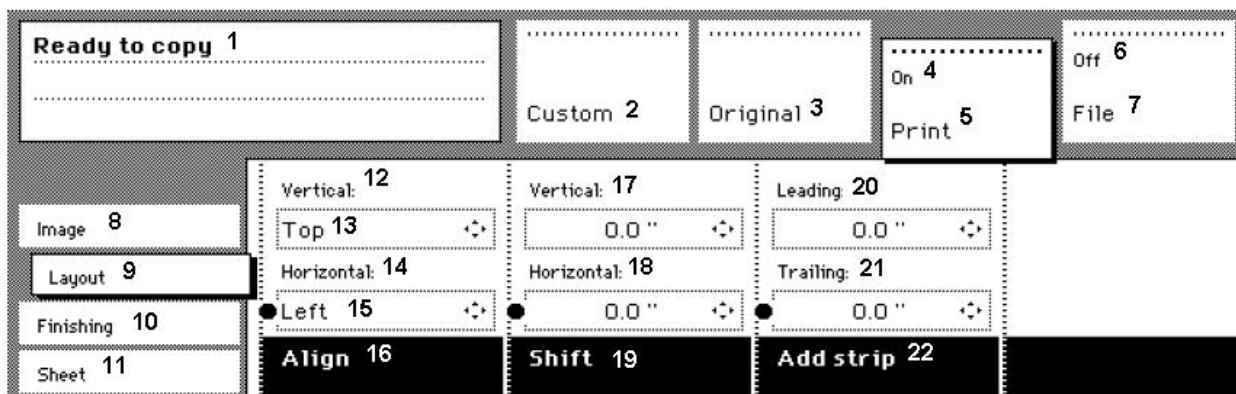 Ready to copy 1
Custom 2
Original 3
On 4
Print 5
Off 6
File 7
Image 8
Layout 9
Finishing 10
Sheet 11
Vertical: 12
Top 13
Horizontal: 14
Left 15
Align 16
Vertical: 17
0.0 "
Horizontal: 18
0.0 "
Shift 19
Leading: 20
0.0 "
Trailing: 21
0.0 "
Add strip 22